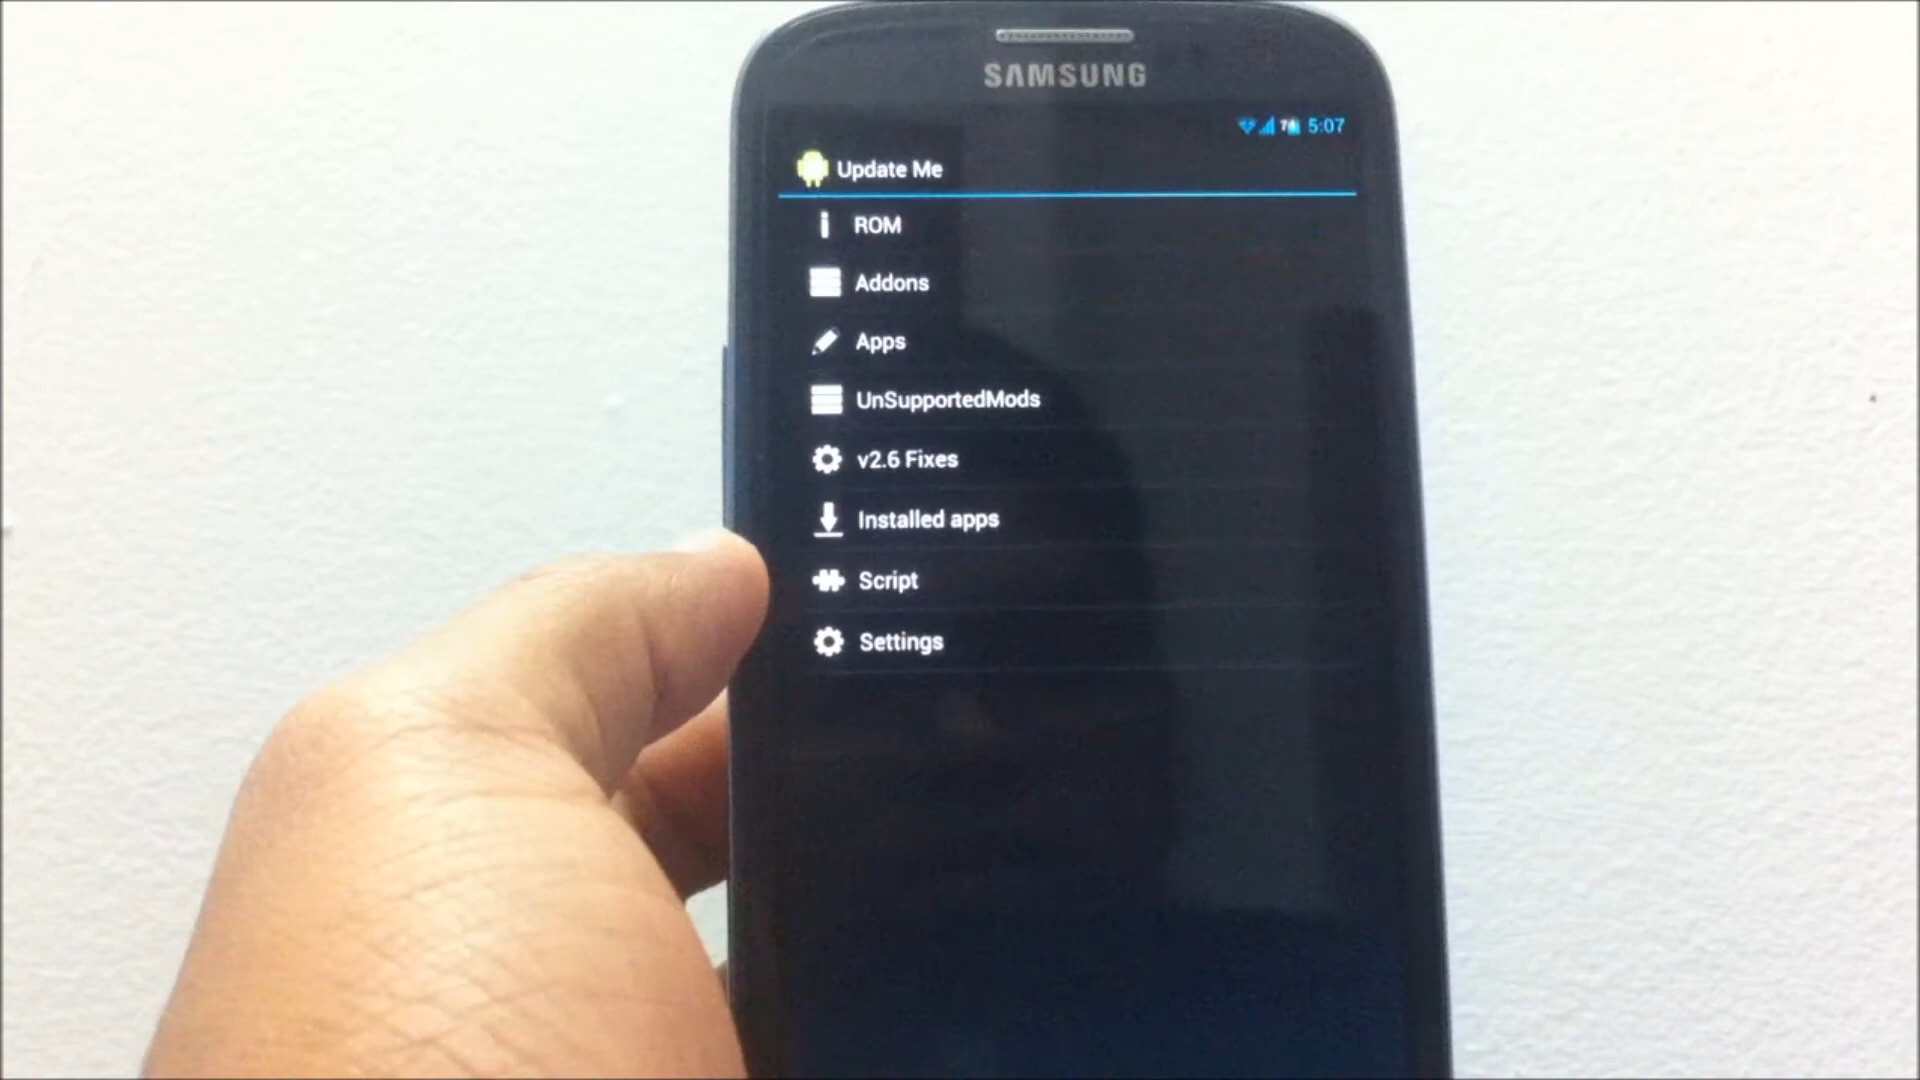 SAMSUNG
5:07
Update Me
ROM
Addons
Apps
UnSupportedMods
v2.6 Fixes
Installed apps
Script
Settings